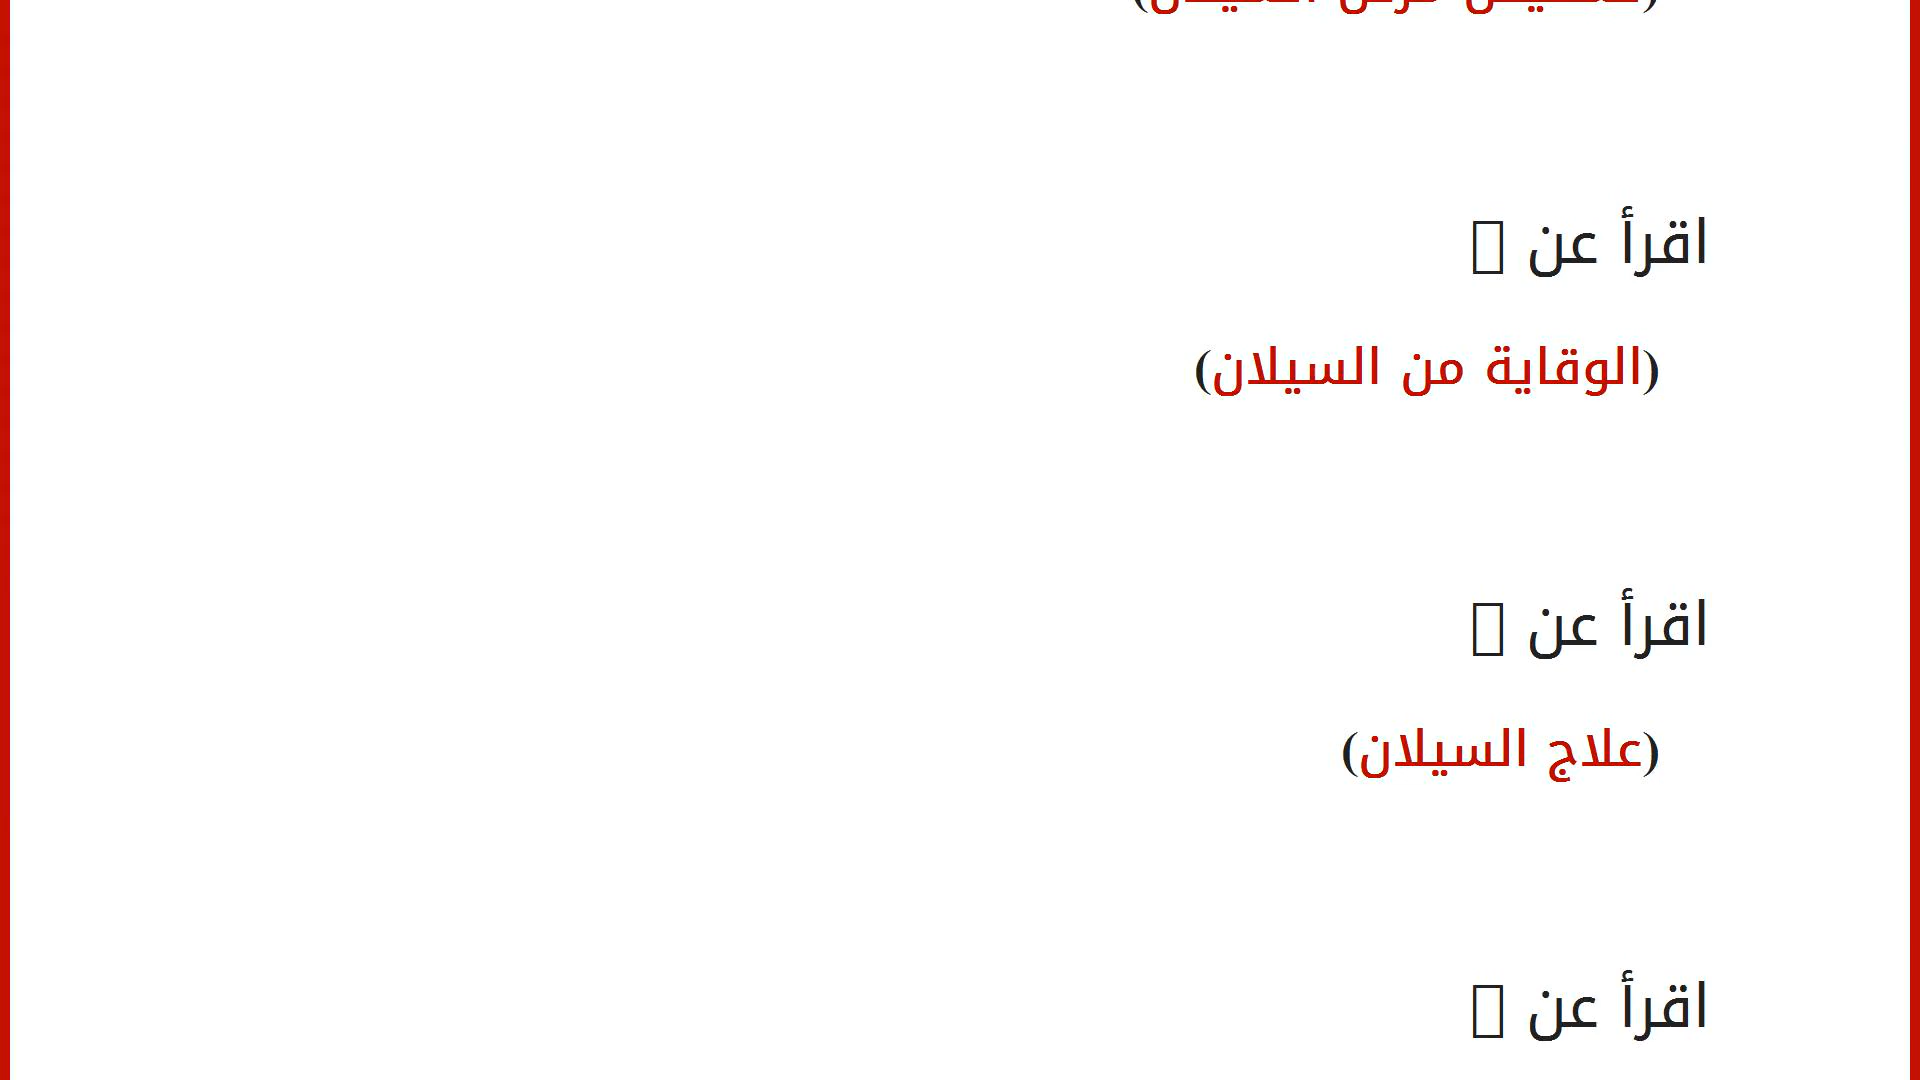 اقرأ عن
(الوقاية من السيلان)
اقرأ عن
(علاج السيلان)
اقرأ عن